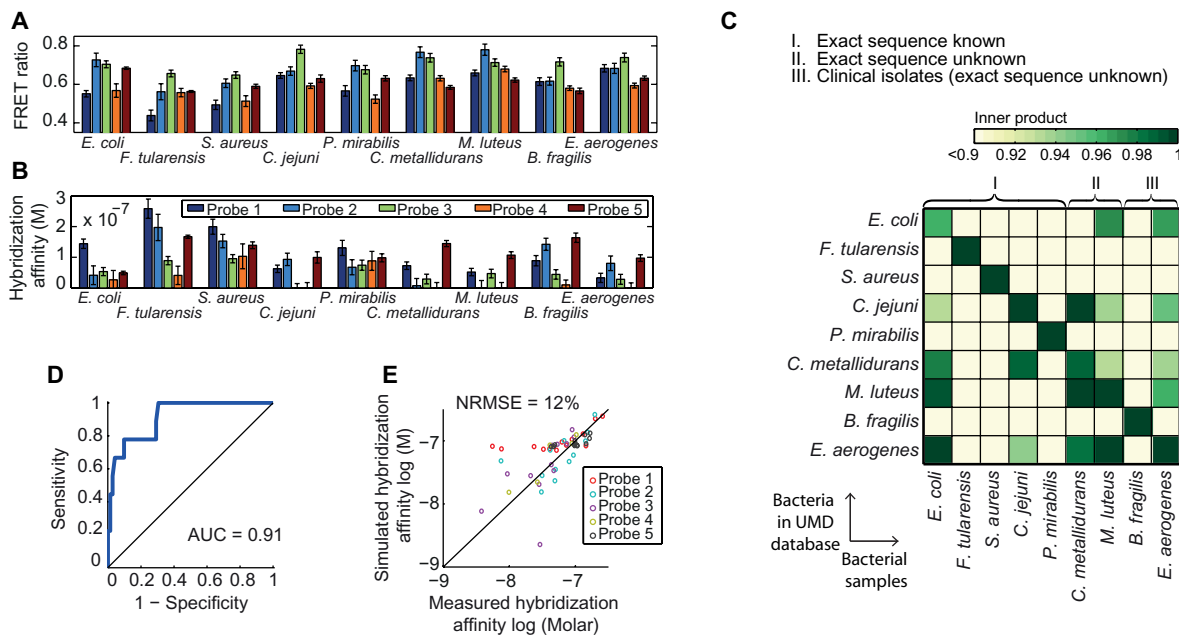 A
FRET ratio
0.8
0.6
0.4
E. coli
F. tularensis
S. aureus
C. jejuni
P. mirabilis
C. metallidurans
M. luteus
B. fragilis
E. aerogenes
B
Hybridization
affinity (M)
3
2
1
0
x 10⁻⁷
Probe 1
Probe 2
Probe 3
Probe 4
Probe 5
E. coli
F. tularensis
S. aureus
C. jejuni
P. mirabilis
C. metallidurans
M. luteus
B. fragilis
E. aerogenes
C
I. Exact sequence known
II. Exact sequence unknown
III. Clinical isolates (exact sequence unknown)
Inner product
<0.9 0.92 0.94 0.96 0.98 1
I II III
E. coli
F. tularensis
S. aureus
C. jejuni
P. mirabilis
C. metallidurans
M. luteus
B. fragilis
E. aerogenes
E. coli
F. tularensis
S. aureus
C. jejuni
P. mirabilis
C. metallidurans
M. luteus
B. fragilis
E. aerogenes
Bacteria
in UMD
database
Bacterial
samples
D
Sensitivity
1
0.8
0.6
0.4
0.2
0
AUC = 0.91
0 0.2 0.4 0.6 0.8 1
1 − Specificity
E
Simulated hybridization
affinity log (M)
NRMSE = 12%
−7
−8
−9
Probe 1
Probe 2
Probe 3
Probe 4
Probe 5
−9 −8 −7
Measured hybridization
affinity log (Molar)